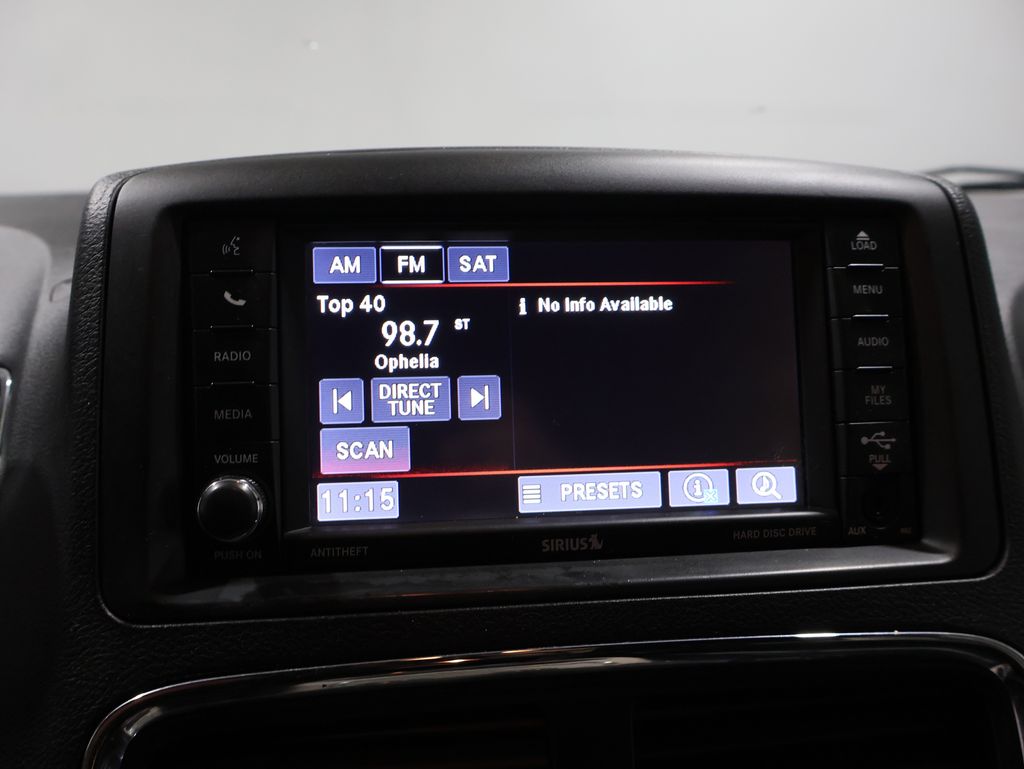 AM FM SAT
Top 40
98.7 ST
Ophelia
DIRECT
TUNE
SCAN
11:15
i No Info Available
PRESETS
i
RADIO
MEDIA
VOLUME
PUSH ON
ANTITHEFT
SIRIUS
HARD DISC DRIVE
LOAD
MENU
AUDIO
MY
FILES
PULL
AUX